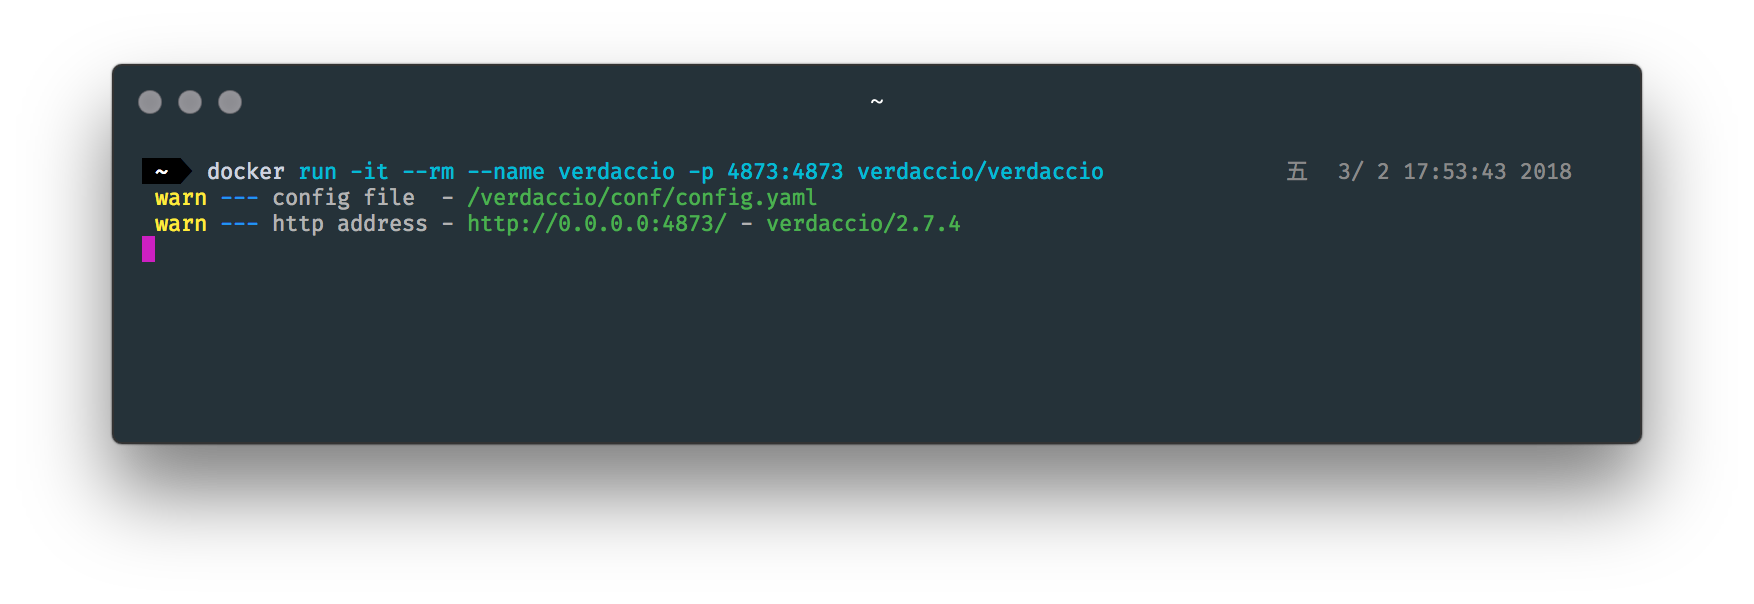 ~
~ docker run -it --rm --name verdaccio -p 4873:4873 verdaccio/verdaccio 五 3/ 2 17:53:43 2018
warn --- config file  - /verdaccio/conf/config.yaml
warn --- http address - http://0.0.0.0:4873/ - verdaccio/2.7.4